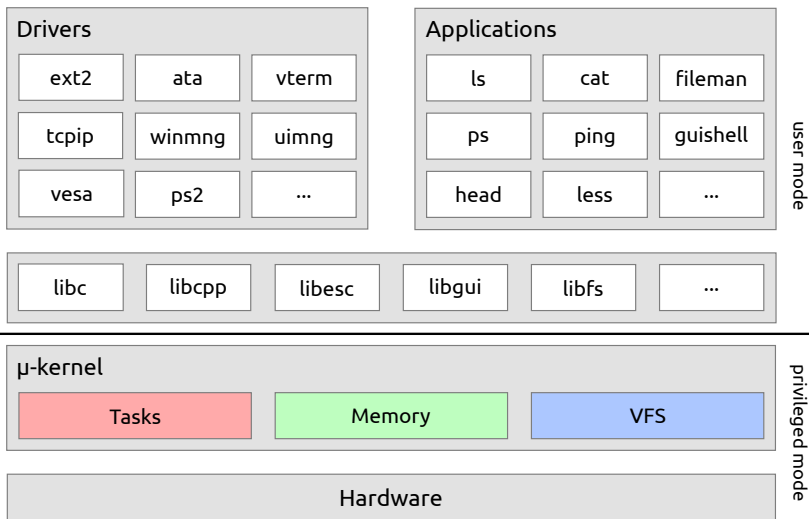 Drivers
ext2 ata vterm
tcpip winmng uimng
vesa ps2 ...
Applications
ls cat fileman
ps ping guishell
head less ...
user mode
libc libcpp libesc libgui libfs ...
µ-kernel
Tasks Memory VFS
privileged mode
Hardware